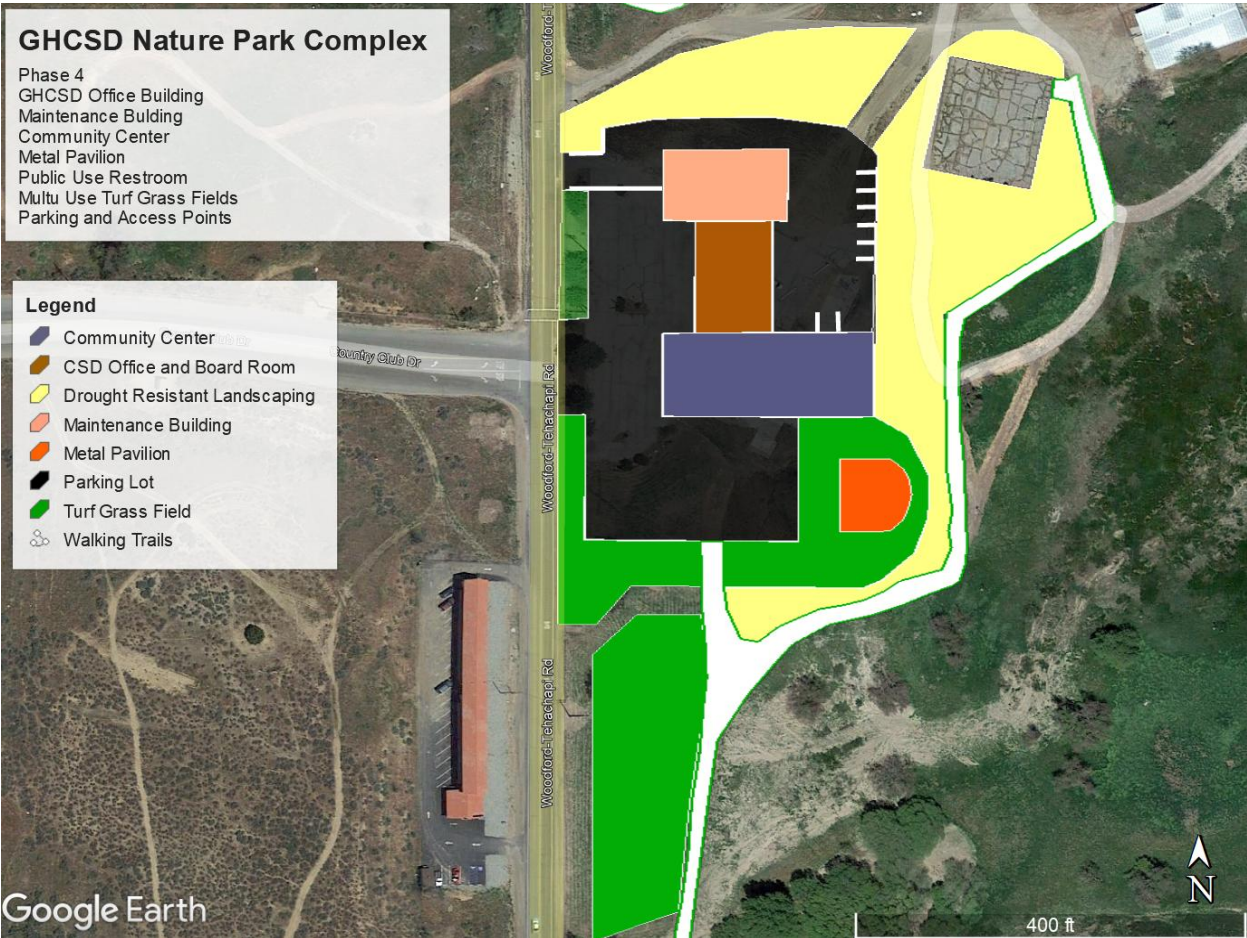 GHCSD Nature Park Complex
Phase 4
GHCSD Office Building
Maintenance Bulding
Community Center
Metal Pavilion
Public Use Restroom
Multu Use Turf Grass Fields
Parking and Access Points
Legend
Community Center
CSD Office and Board Room
Drought Resistant Landscaping
Maintenance Building
Metal Pavilion
Parking Lot
Turf Grass Field
Walking Trails
Woodford-Te
Country Club Dr
Woodford-Tehachapi Rd
Woodford-Tehachapi Rd
N
400 ft
Google Earth